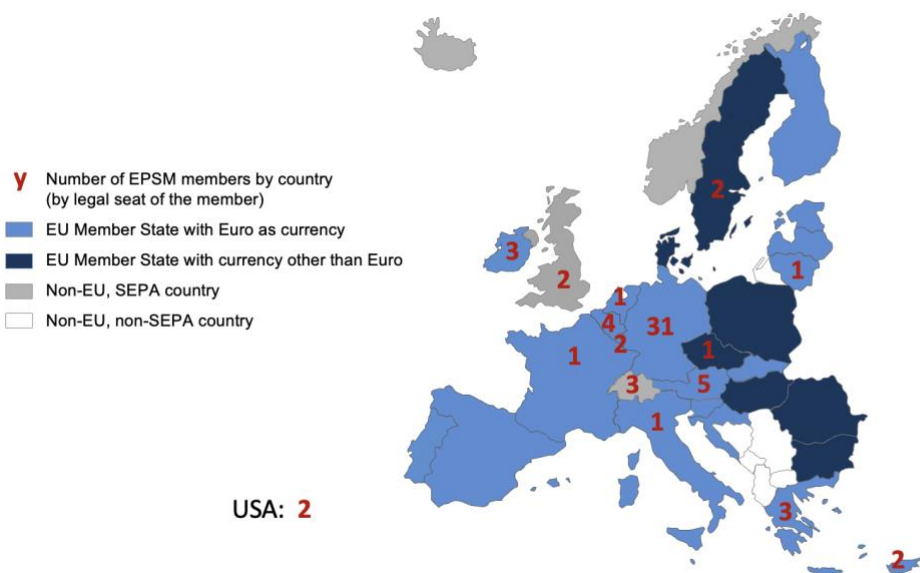 y Number of EPSM members by country
(by legal seat of the member)
EU Member State with Euro as currency
EU Member State with currency other than Euro
Non-EU, SEPA country
Non-EU, non-SEPA country
2
3
2
1
1
4
31
2
1
1
3
5
1
USA: 2
3
2